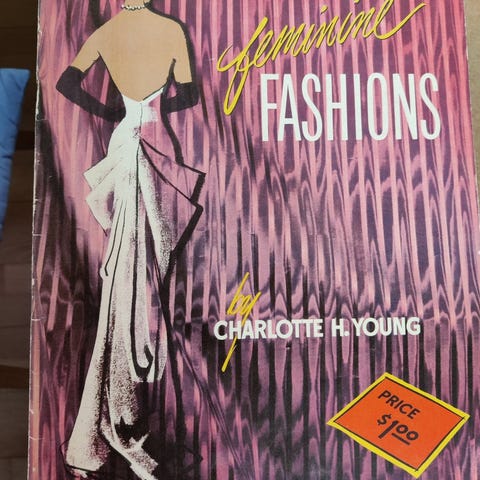 feminine
FASHIONS
by
CHARLOTTE H. YOUNG
PRICE
$1.00